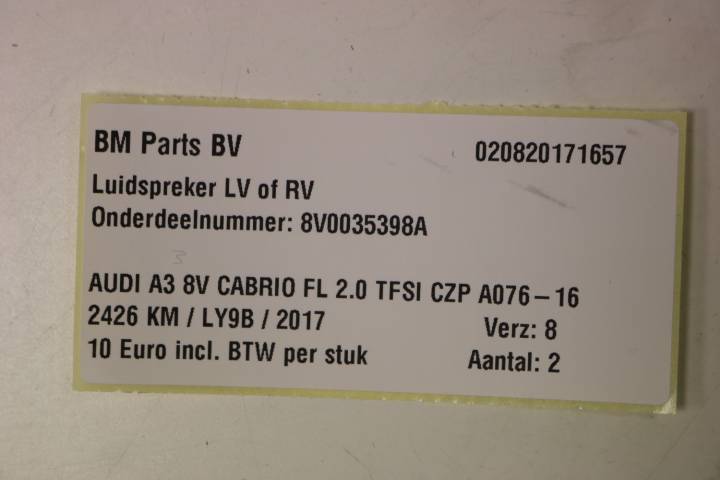 BM Parts BV 020820171657
Luidspreker LV of RV
Onderdeelnummer: 8V0035398A
3
AUDI A3 8V CABRIO FL 2.0 TFSI CZP A076-16
2426 KM / LY9B / 2017 Verz: 8
10 Euro incl. BTW per stuk Aantal: 2